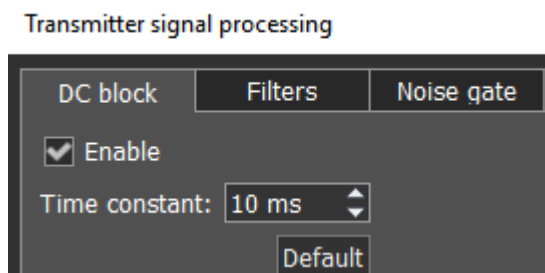 Transmitter signal processing
DC block Filters Noise gate
Enable
Time constant: 10 ms
Default